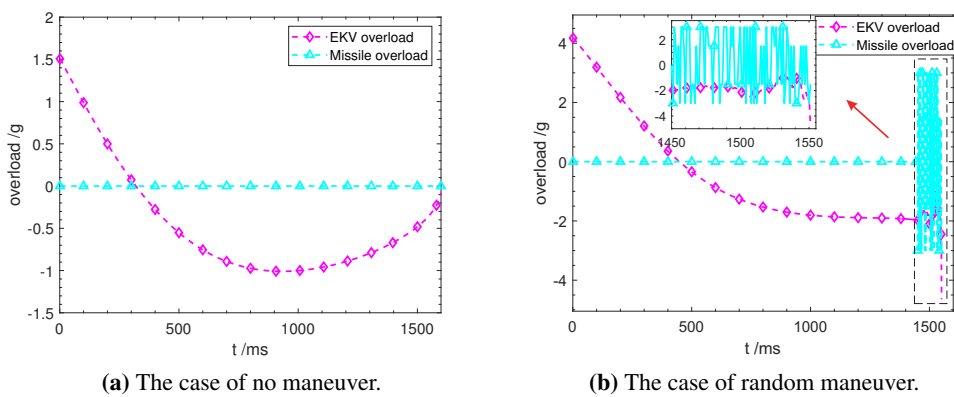 2
1.5
1
0.5
0
-0.5
-1
-1.5
overload /g
0
500
1000
1500
t /ms
EKV overload
Missile overload
(a) The case of no maneuver.
4
2
0
-2
-4
overload /g
0
500
1000
1500
t /ms
EKV overload
Missile overload
2
0
-2
-4
1450
1500
1550
(b) The case of random maneuver.